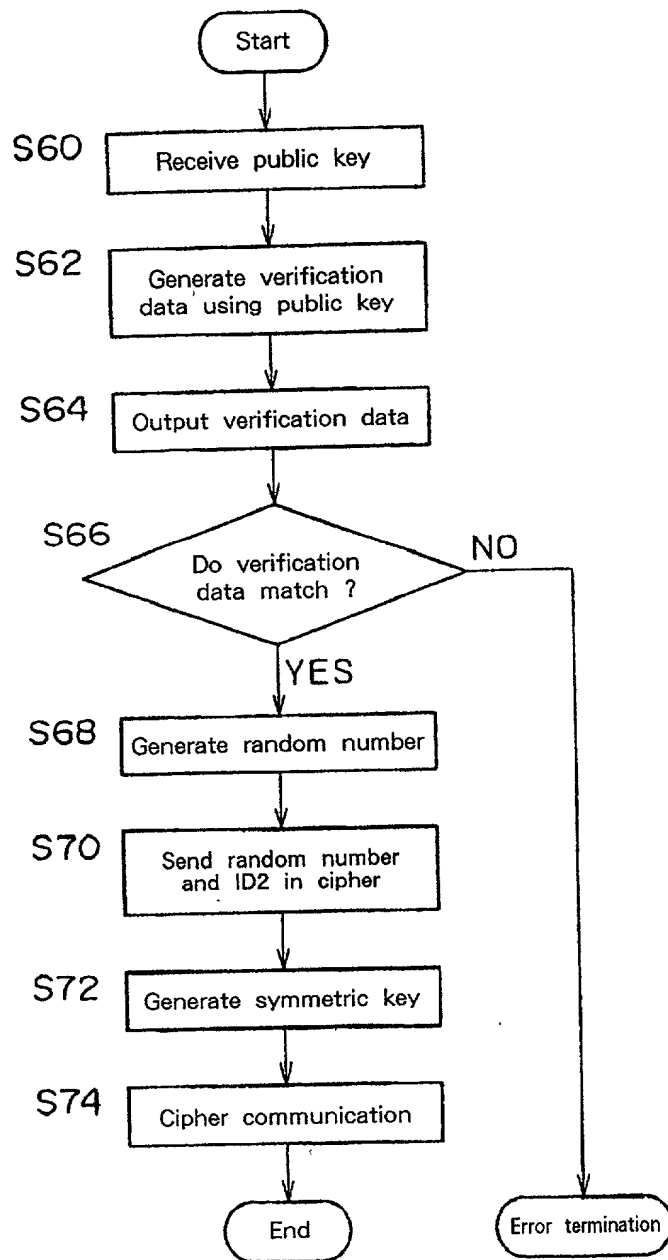 Start
S60
Receive public key
S62
Generate verification
data using public key
S64
Output verification data
S66
Do verification
data match ?
NO
YES
S68
Generate random number
S70
Send random number
and ID2 in cipher
S72
Generate symmetric key
S74
Cipher communication
End
Error termination